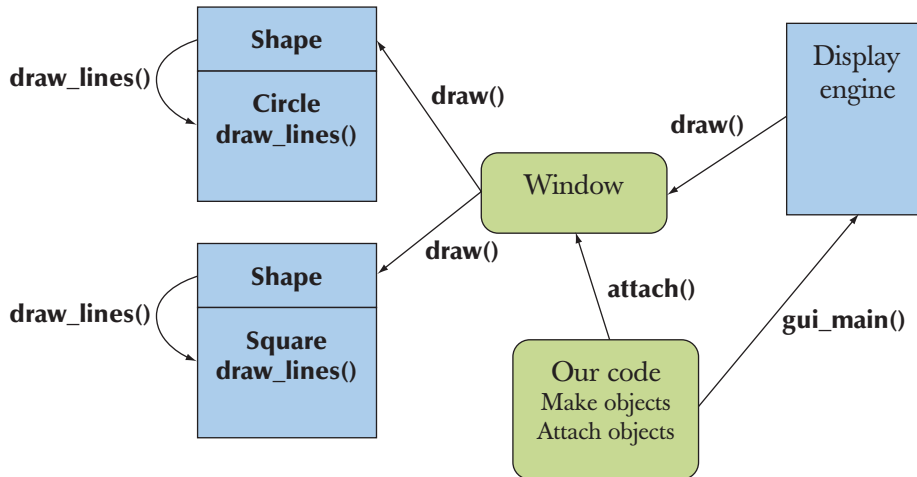 Shape
draw_lines()
Circle
draw_lines()
draw()
Display
engine
draw()
Window
draw()
Shape
draw_lines()
Square
draw_lines()
attach()
gui_main()
Our code
Make objects
Attach objects